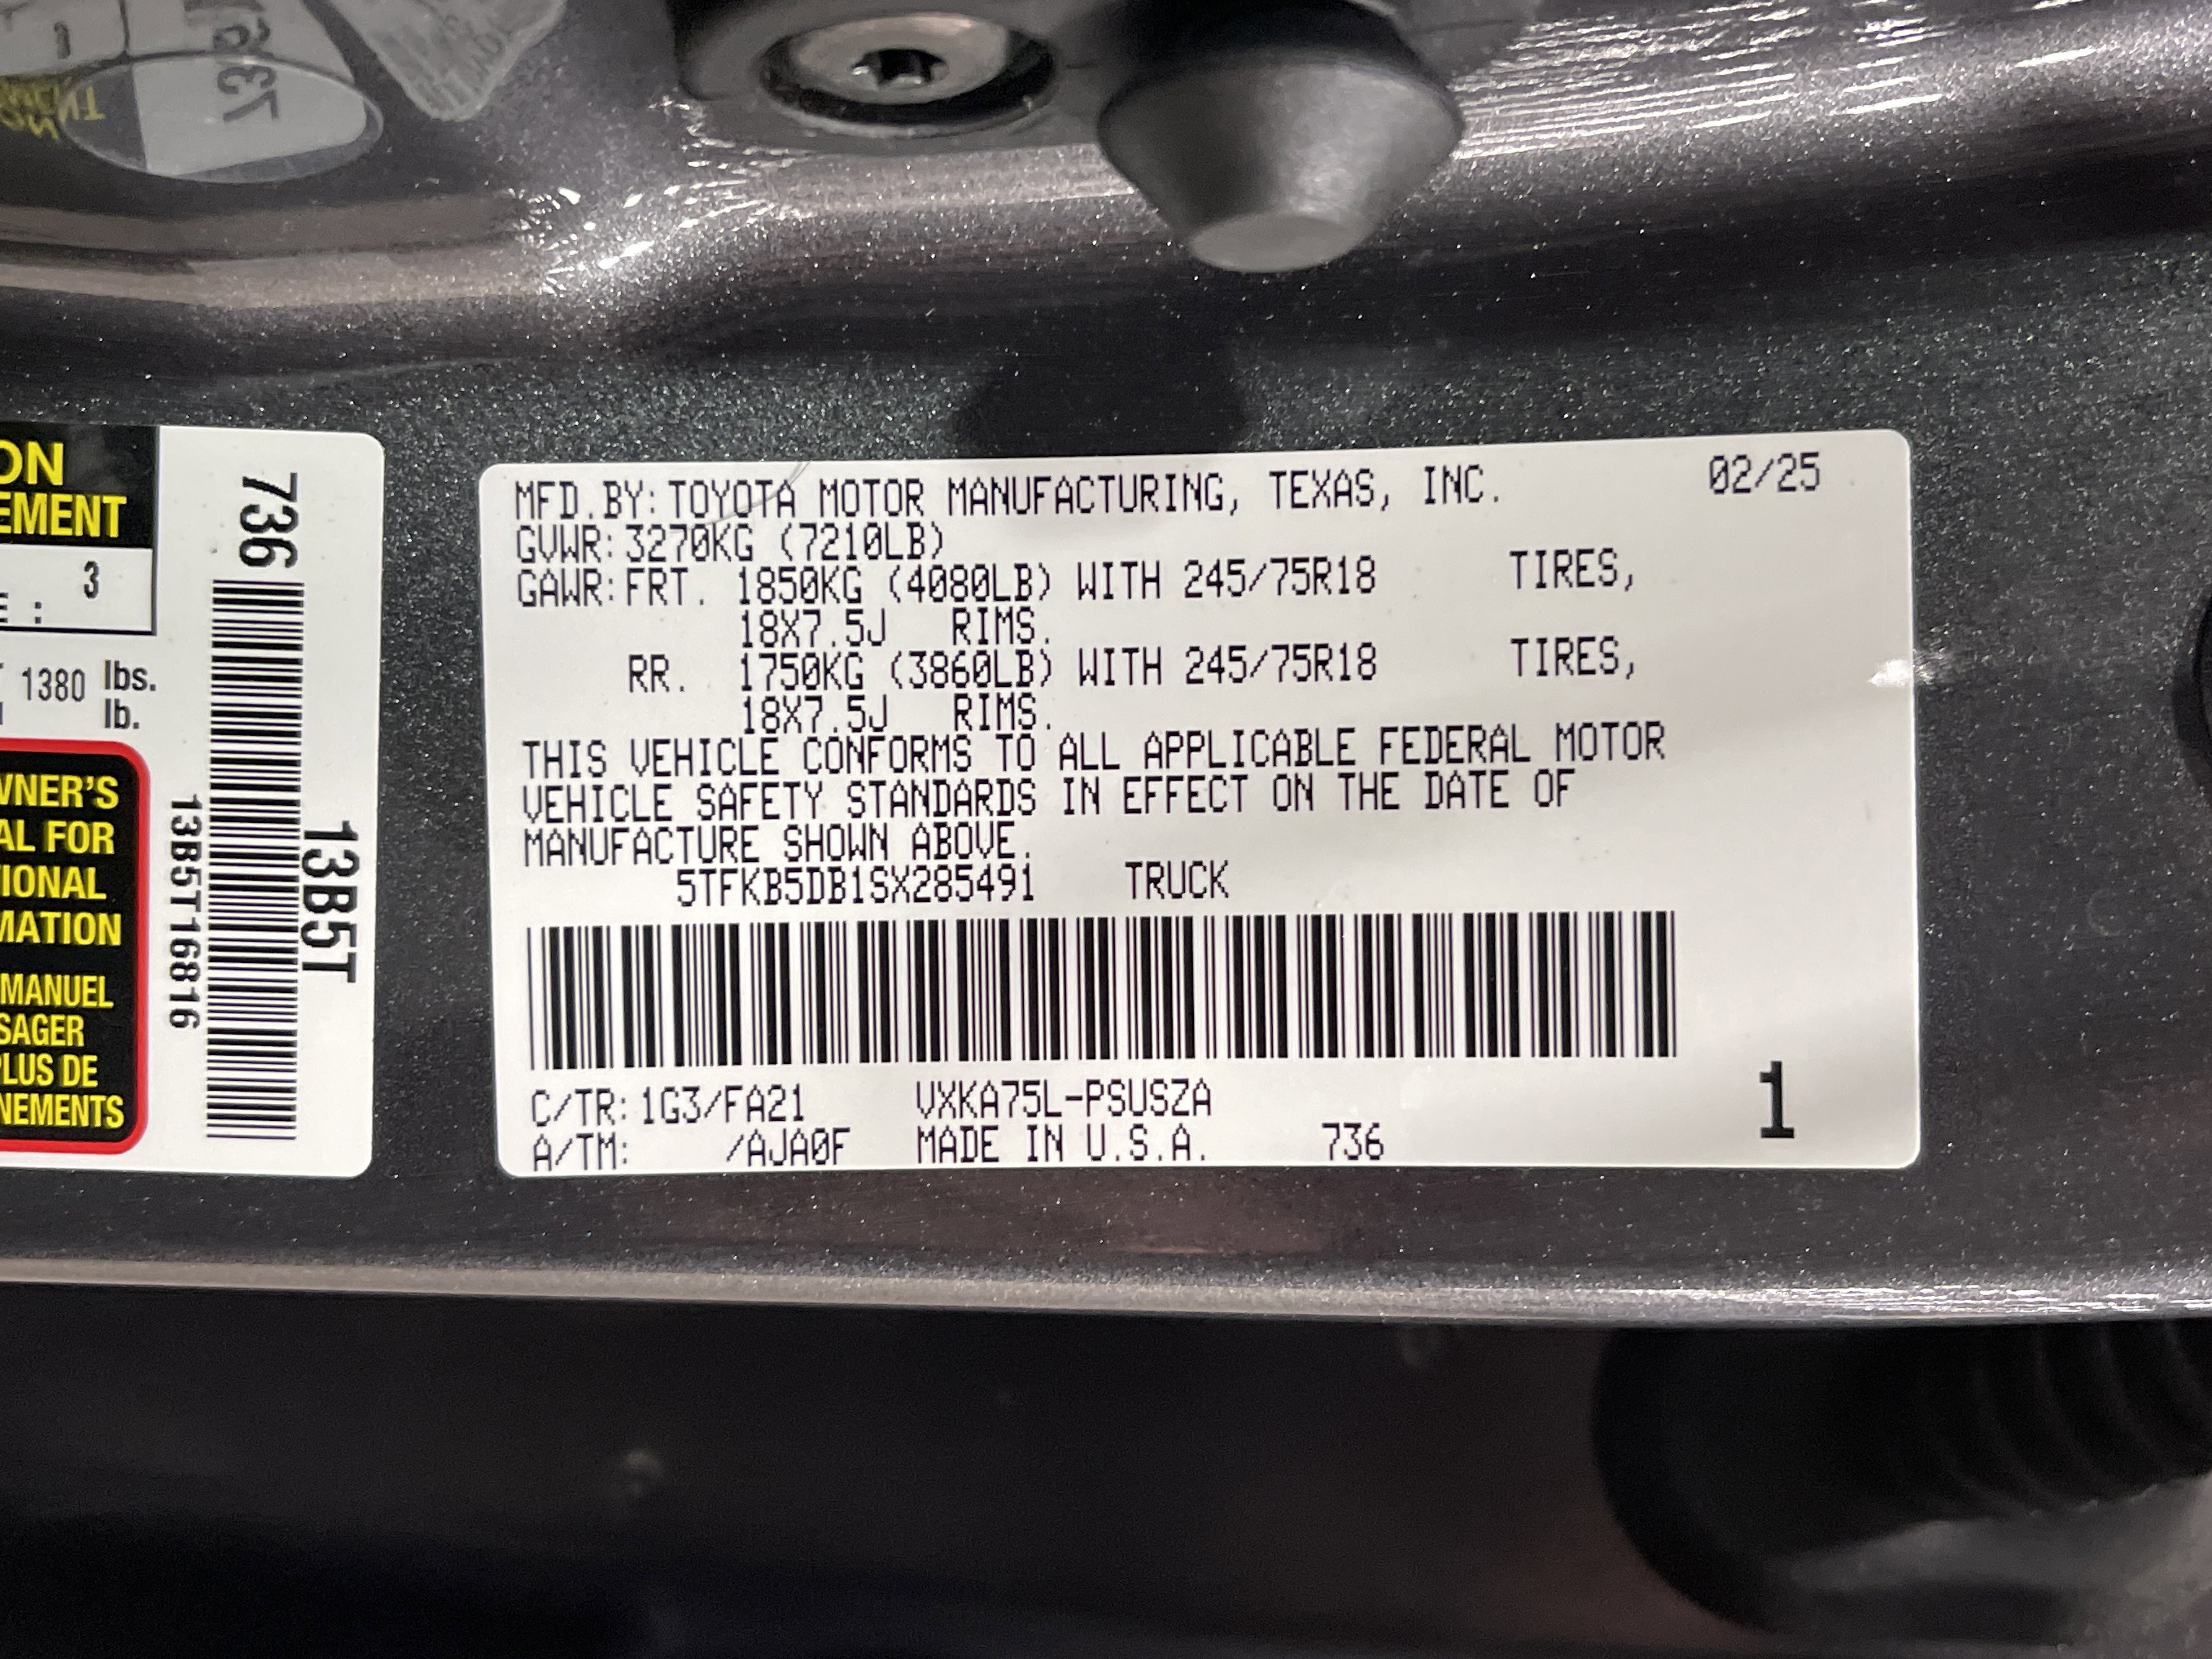 736
13B5T
13B5T16816
ON
EMENT
3
E :
1380 lbs.
lb.
WNER'S
AL FOR
TIONAL
MATION
MANUEL
SAGER
PLUS DE
NEMENTS
MFD.BY:TOYOTA MOTOR MANUFACTURING, TEXAS, INC. 02/25
GVWR:3270KG (7210LB)
GAWR:FRT. 1850KG (4080LB) WITH 245/75R18 TIRES,
18X7.5J RIMS.
RR. 1750KG (3860LB) WITH 245/75R18 TIRES,
18X7.5J RIMS.
THIS VEHICLE CONFORMS TO ALL APPLICABLE FEDERAL MOTOR
VEHICLE SAFETY STANDARDS IN EFFECT ON THE DATE OF
MANUFACTURE SHOWN ABOVE.
5TFKB5DB1SX285491 TRUCK
C/TR:1G3/FA21 VXKA75L-PSUSZA
A/TM: /AJA0F MADE IN U.S.A. 736
1